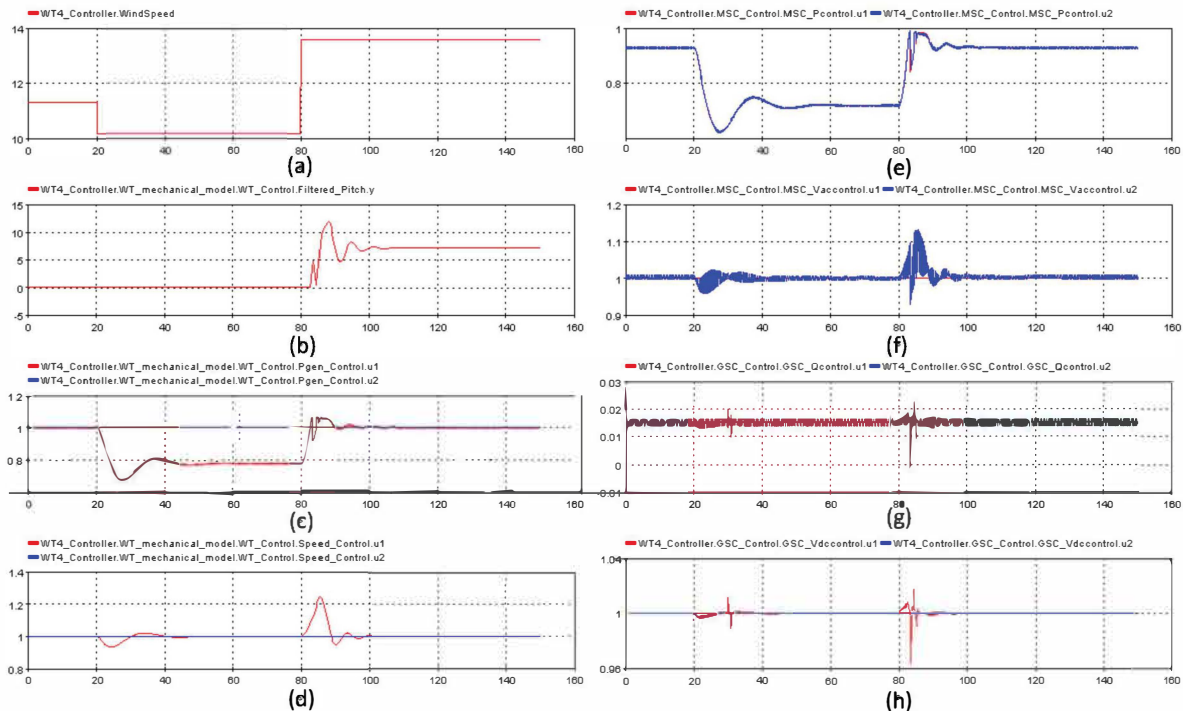 WT4_Controller.WindSpeed
14
12
10
0 20 40 60 80 100 120 140 160
(a)
WT4_Controller.WT_mechanical_model.WT_Control.Filtered_Pitch.y
15
10
5
0
-5
0 20 40 60 80 100 120 140 160
(b)
WT4_Controller.WT_mechanical_model.WT_Control.Pgen_Control.u1
WT4_Controller.WT_mechanical_model.WT_Control.Pgen_Control.u2
1.2
1
0.8
0 20 40 60 80 100 120 140 160
(c)
WT4_Controller.WT_mechanical_model.WT_Control.Speed_Control.u1
WT4_Controller.WT_mechanical_model.WT_Control.Speed_Control.u2
1.4
1.2
1
0.8
0 20 40 60 80 100 120 140 160
(d)
WT4_Controller.MSC_Control.MSC_Pcontrol.u1 WT4_Controller.MSC_Control.MSC_Pcontrol.u2
1
0.8
0 20 40 60 80 100 120 140 160
(e)
WT4_Controller.MSC_Control.MSC_Vaccontrol.u1 WT4_Controller.MSC_Control.MSC_Vaccontrol.u2
1.2
1.1
1
0.9
0 20 40 60 80 100 120 140 160
(f)
WT4_Controller.GSC_Control.GSC_Qcontrol.u1 WT4_Controller.GSC_Control.GSC_Qcontrol.u2
0.03
0.02
0.01
0
-0.01
0 20 40 60 80 100 120 140 160
(g)
WT4_Controller.GSC_Control.GSC_Vdccontrol.u1 WT4_Controller.GSC_Control.GSC_Vdccontrol.u2
1.04
1
0.96
0 20 40 60 80 100 120 140 160
(h)